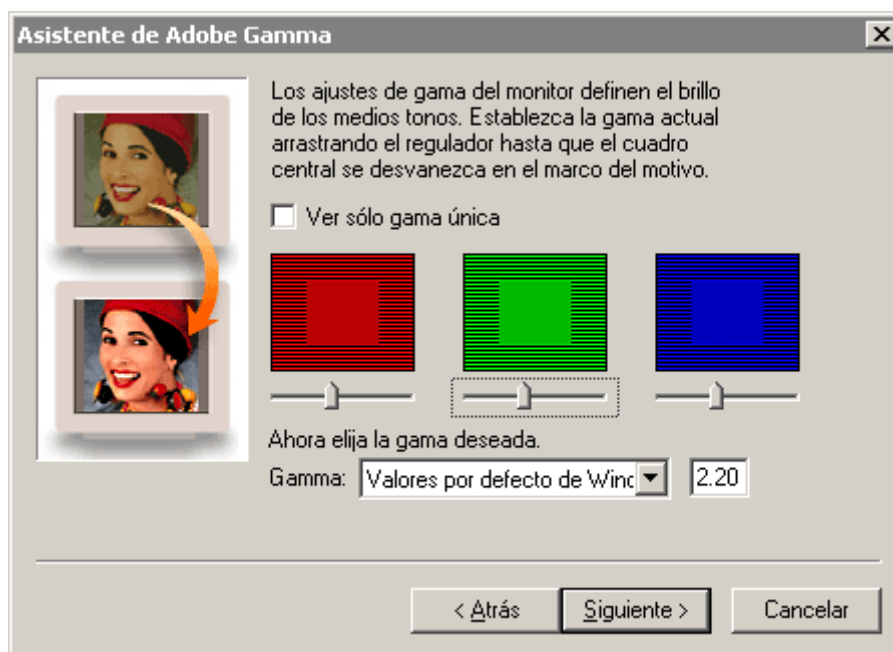 Asistente de Adobe Gamma
Los ajustes de gama del monitor definen el brillo
de los medios tonos. Establezca la gama actual
arrastrando el regulador hasta que el cuadro
central se desvanezca en el marco del motivo.
Ver sólo gama única
Ahora elija la gama deseada.
Gamma: Valores por defecto de Winc 2.20
< Atrás Siguiente > Cancelar